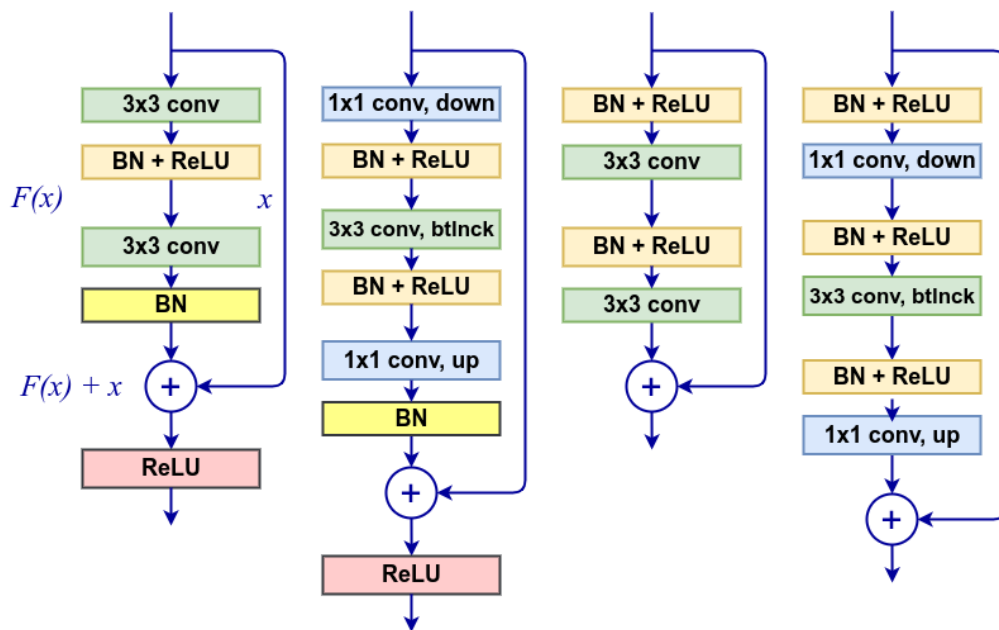 3x3 conv
BN + ReLU
F(x)
x
3x3 conv
BN
F(x) + x
+
ReLU
1x1 conv, down
BN + ReLU
3x3 conv, btlnck
BN + ReLU
1x1 conv, up
BN
+
ReLU
BN + ReLU
3x3 conv
BN + ReLU
3x3 conv
+
BN + ReLU
1x1 conv, down
BN + ReLU
3x3 conv, btlnck
BN + ReLU
1x1 conv, up
+